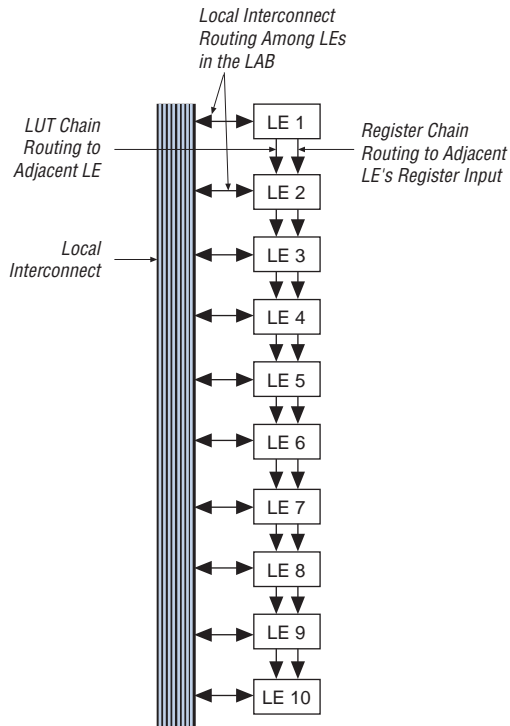 Local Interconnect
Routing Among LEs
in the LAB
LUT Chain
Routing to
Adjacent LE
Register Chain
Routing to Adjacent
LE's Register Input
Local
Interconnect
LE 1
LE 2
LE 3
LE 4
LE 5
LE 6
LE 7
LE 8
LE 9
LE 10